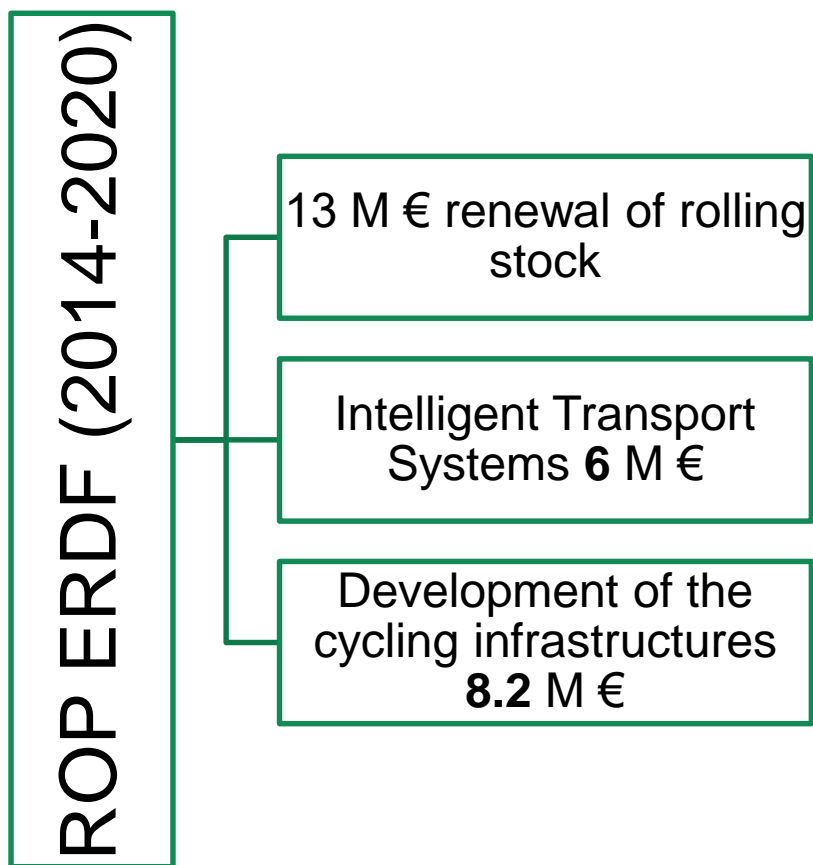 ROP ERDF (2014-2020)
13 M € renewal of rolling
stock
Intelligent Transport
Systems 6 M €
Development of the
cycling infrastructures
8.2 M €